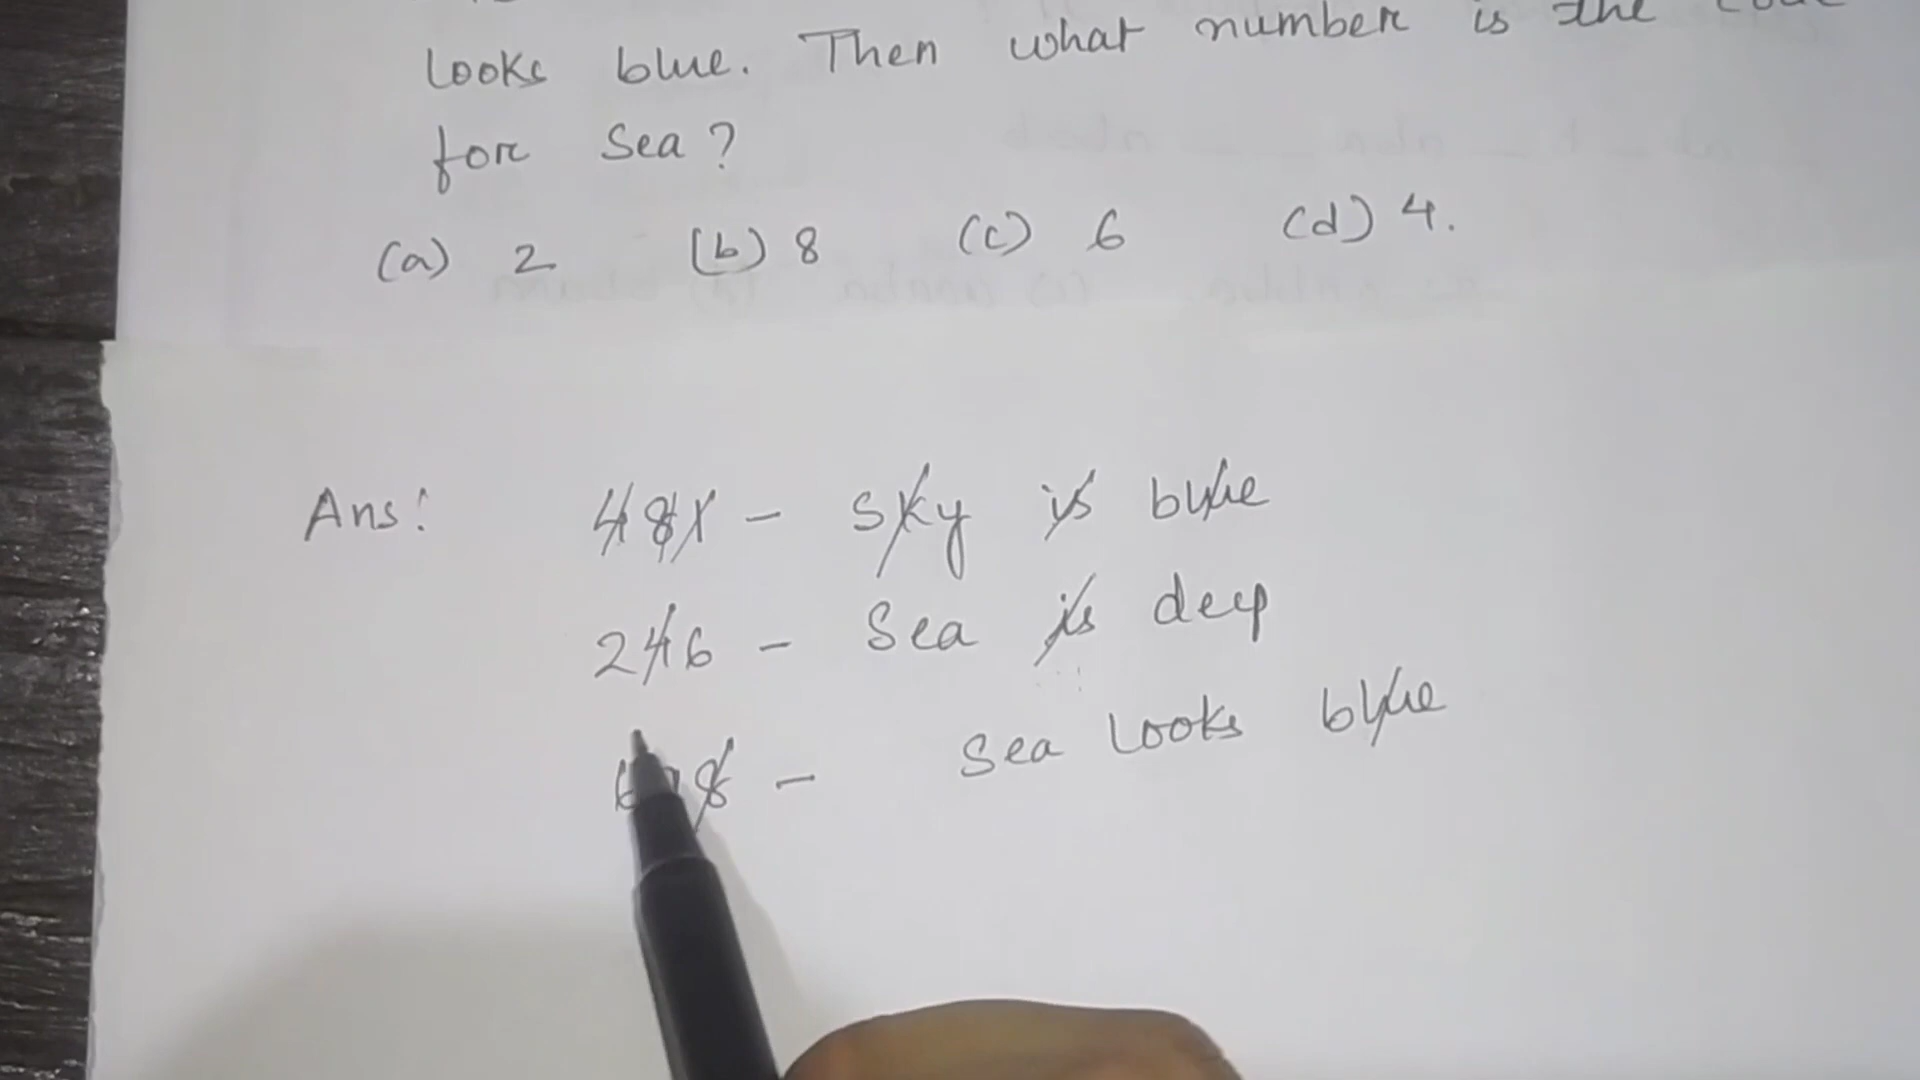 looks blue. Then what number is the
for Sea?
(a) 2 (b) 8 (c) 6 (d) 4.
Ans: 481 - sky is blue
246 - Sea is deep
8 - Sea looks blue